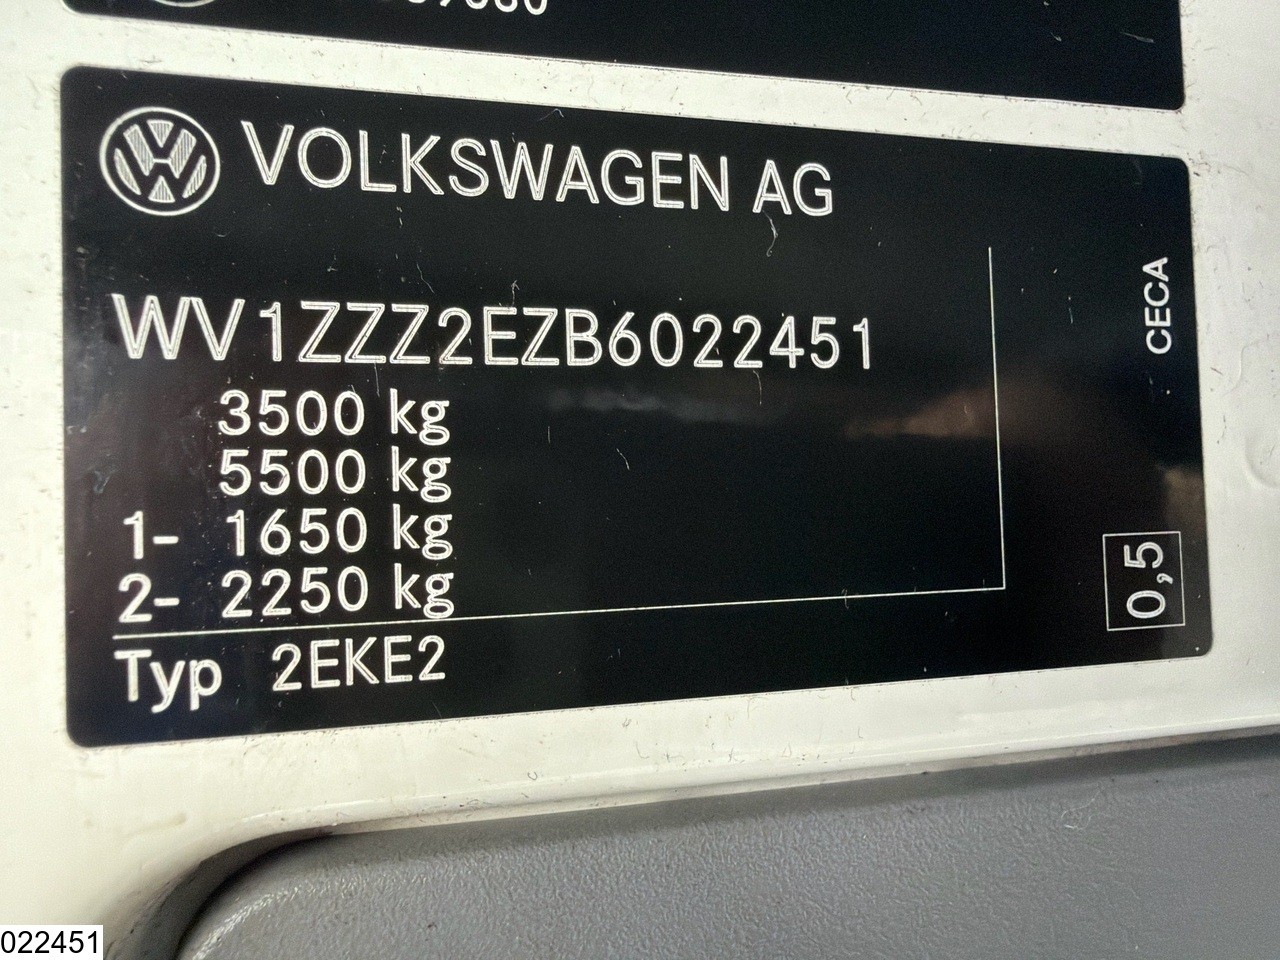 VOLKSWAGEN AG
WV1ZZZ2EZB6022451
3500 kg
5500 kg
1- 1650 kg
2- 2250 kg
Typ 2EKE2
CECA
0,5
022451